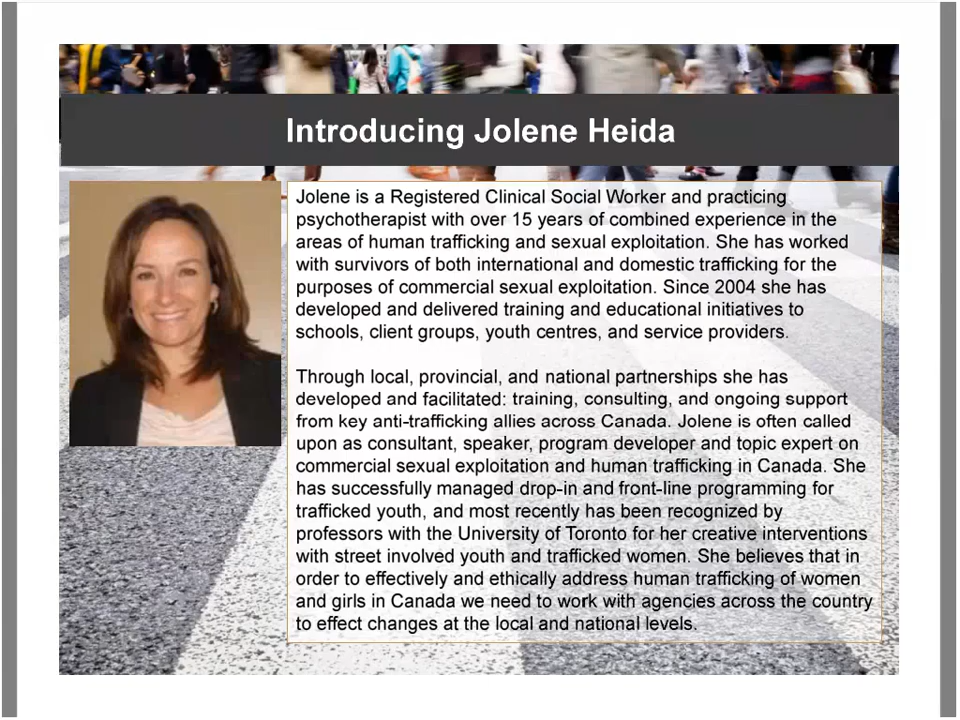 Introducing Jolene Heida
Jolene is a Registered Clinical Social Worker and practicing
psychotherapist with over 15 years of combined experience in the
areas of human trafficking and sexual exploitation. She has worked
with survivors of both international and domestic trafficking for the
purposes of commercial sexual exploitation. Since 2004 she has
developed and delivered training and educational initiatives to
schools, client groups, youth centres, and service providers.
Through local, provincial, and national partnerships she has
developed and facilitated: training, consulting, and ongoing support
from key anti-trafficking allies across Canada. Jolene is often called
upon as consultant, speaker, program developer and topic expert on
commercial sexual exploitation and human trafficking in Canada. She
has successfully managed drop-in and front-line programming for
trafficked youth, and most recently has been recognized by
professors with the University of Toronto for her creative interventions
with street involved youth and trafficked women. She believes that in
order to effectively and ethically address human trafficking of women
and girls in Canada we need to work with agencies across the country
to effect changes at the local and national levels.